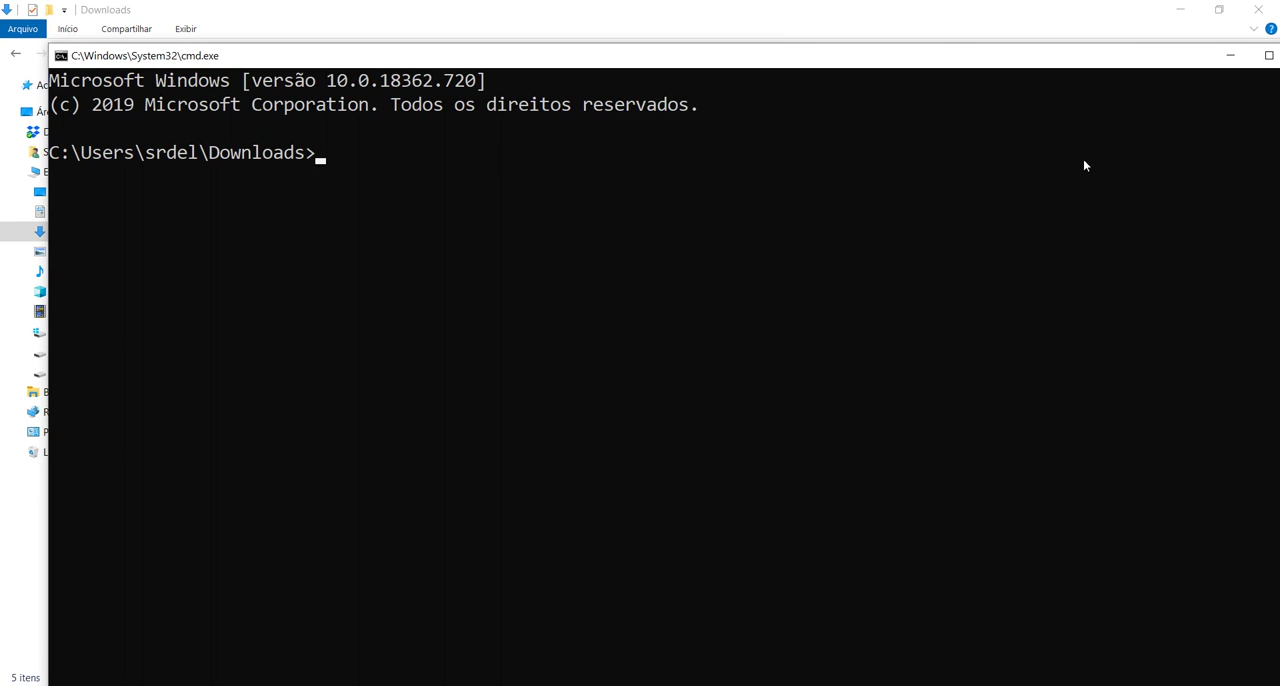 Downloads
Arquivo Início Compartilhar Exibir
C:\Windows\System32\cmd.exe
Microsoft Windows [versão 10.0.18362.720]
(c) 2019 Microsoft Corporation. Todos os direitos reservados.
C:\Users\srdel\Downloads>
5 itens